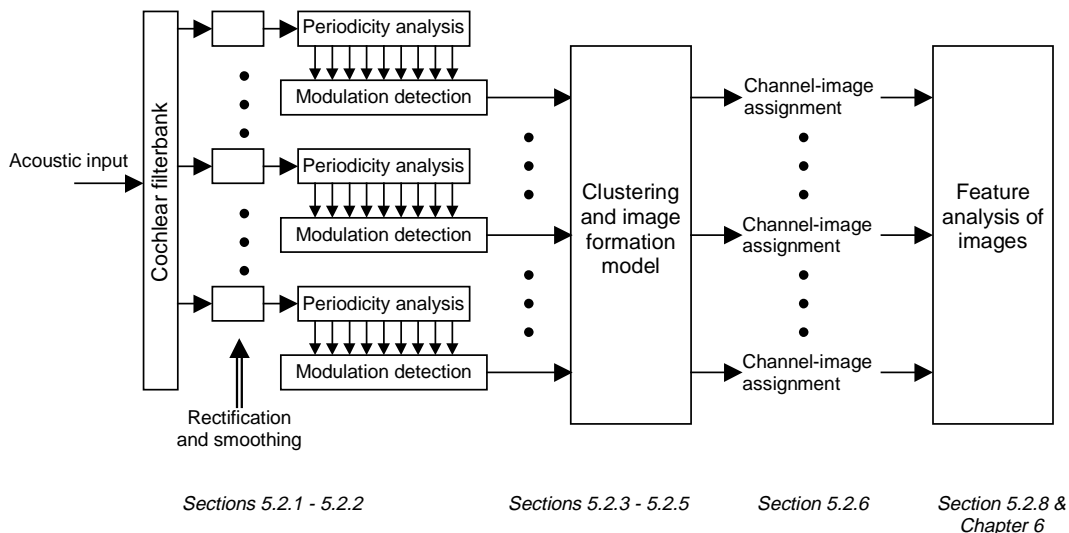 Acoustic input
Cochlear filterbank
Rectification
and smoothing
Periodicity analysis
Modulation detection
Periodicity analysis
Modulation detection
Periodicity analysis
Modulation detection
Clustering
and image
formation
model
Channel-image
assignment
Channel-image
assignment
Channel-image
assignment
Feature
analysis of
images
Sections 5.2.1 - 5.2.2
Sections 5.2.3 - 5.2.5
Section 5.2.6
Section 5.2.8 &
Chapter 6